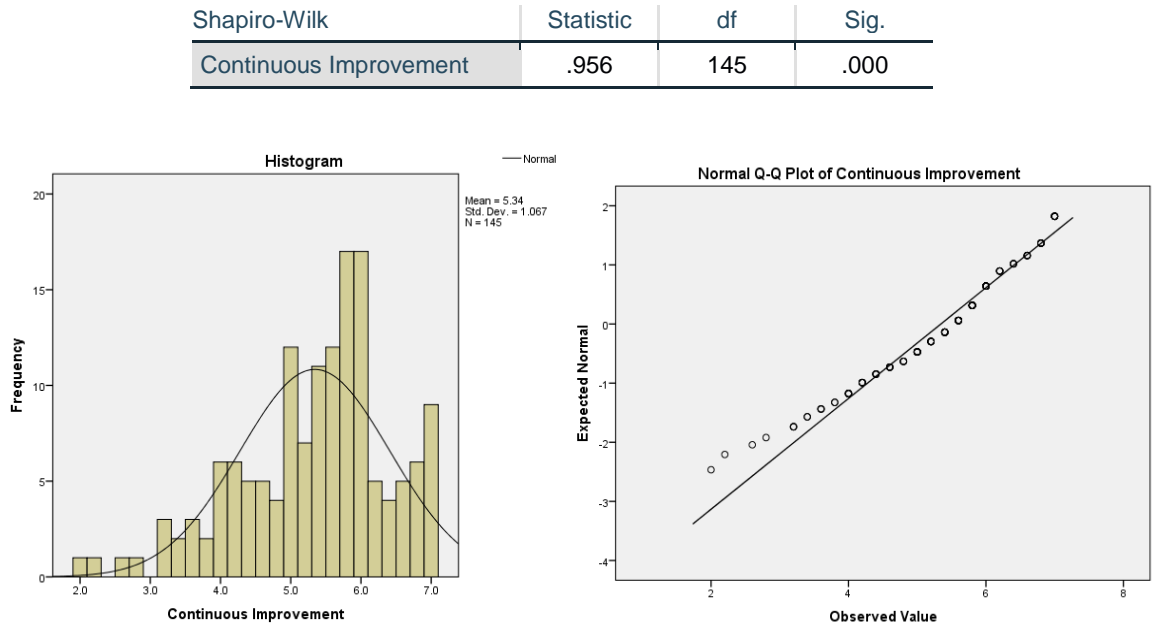 Shapiro-Wilk Statistic df Sig.
Continuous Improvement .956 145 .000
Histogram
Normal
Mean = 5.34
Std. Dev. = 1.067
N = 145
20
15
10
5
0
Frequency
2.0 3.0 4.0 5.0 6.0 7.0
Continuous Improvement
Normal Q-Q Plot of Continuous Improvement
2
1
0
-1
-2
-3
-4
Expected Normal
2 4 6 8
Observed Value